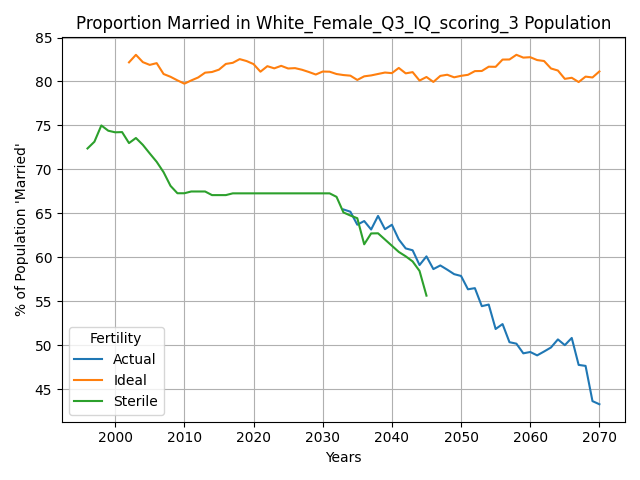 Proportion Married in White_Female_Q3_IQ_scoring_3 Population
% of Population 'Married'
85
80
75
70
65
60
55
50
45
Fertility
Actual
Ideal
Sterile
2000 2010 2020 2030 2040 2050 2060 2070
Years